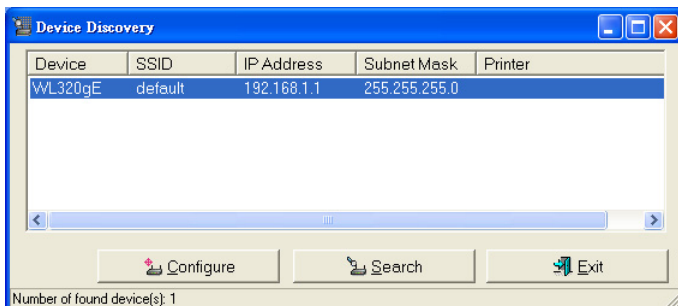 Device Discovery
Device SSID IP Address Subnet Mask Printer
WL320gE default 192.168.1.1 255.255.255.0
Configure Search Exit
Number of found device(s): 1